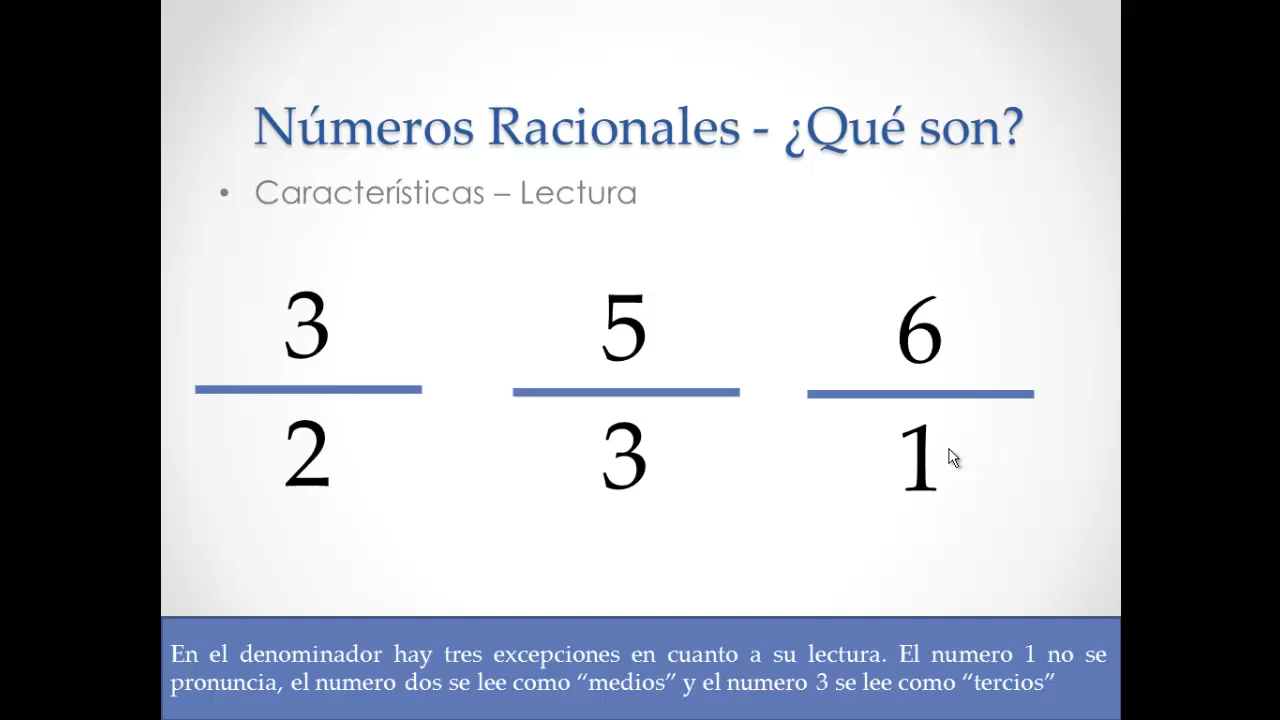 Números Racionales - ¿Qué son?
• Características – Lectura
3 5 6
2 3 1
En el denominador hay tres excepciones en cuanto a su lectura. El numero 1 no se
pronuncia, el numero dos se lee como “medios” y el numero 3 se lee como “tercios”